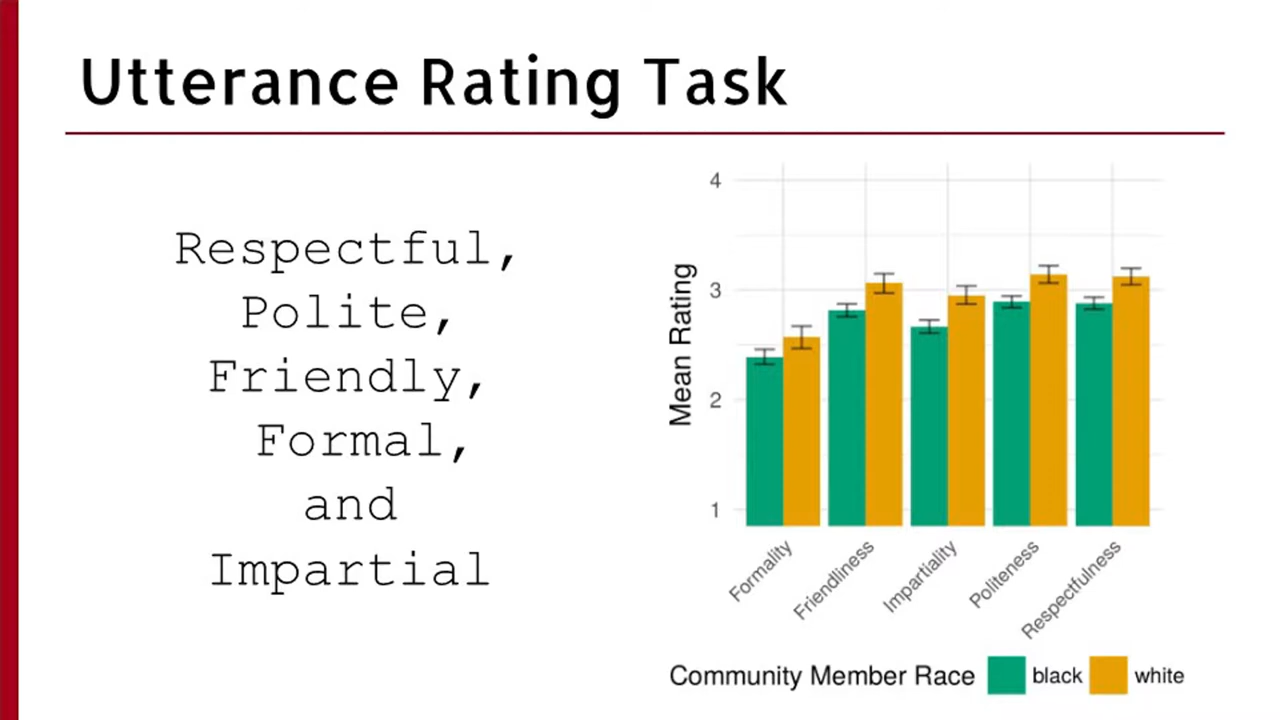 Utterance Rating Task
Respectful,
Polite,
Friendly,
Formal,
and
Impartial
Mean Rating
4
3
2
1
Formality
Friendliness
Impartiality
Politeness
Respectfulness
Community Member Race
black
white